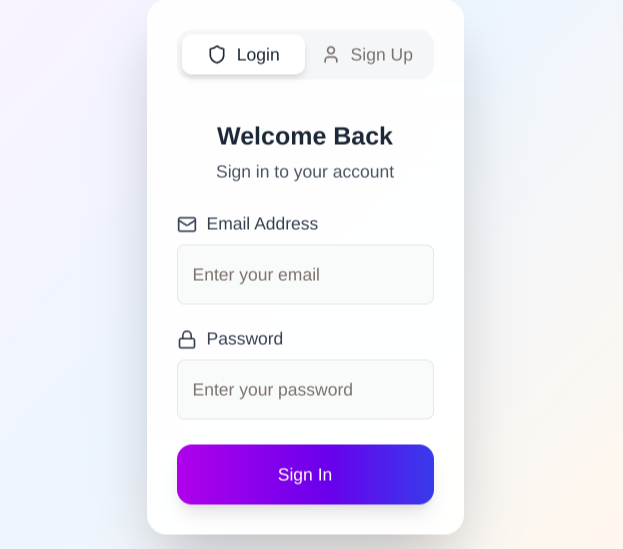 Login
Sign Up
Welcome Back
Sign in to your account
Email Address
Enter your email
Password
Enter your password
Sign In